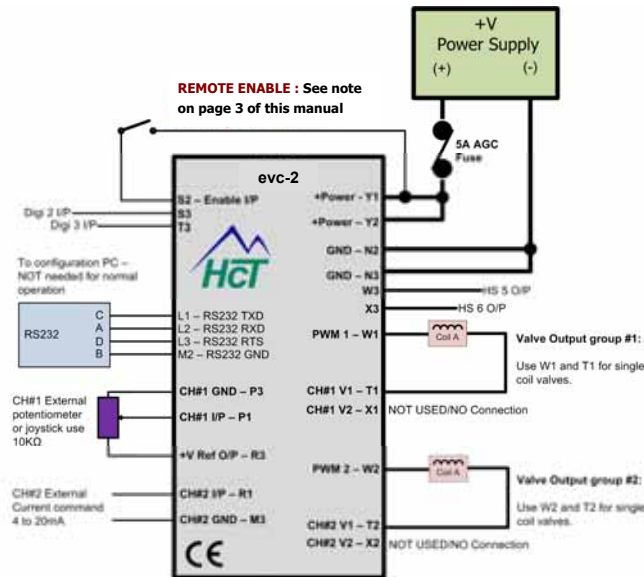 +V
Power Supply
(+) (-)
REMOTE ENABLE : See note
on page 3 of this manual
5A AGC
Fuse
evc-2
S2 – Enable I/P
+Power - Y1
Digi 2 I/P
S3
Digi 3 I/P
T3
+Power – Y2
GND – N2
GND – N3
HCT
W3
HS 5 O/P
X3
HS 6 O/P
To configuration PC –
NOT needed for normal
operation
RS232
C
A
D
B
L1 – RS232 TXD
L2 – RS232 RXD
L3 – RS232 RTS
M2 – RS232 GND
PWM 1 – W1
Coil A
Valve Output group #1:
Use W1 and T1 for single
coil valves.
CH#1 V1 – T1
CH#1 V2 – X1
NOT USED/NO Connection
CH#1 External
potentiometer
or joystick use
10KΩ
CH#1 GND – P3
CH#1 I/P – P1
+V Ref O/P – R3
PWM 2 – W2
Coil A
Valve Output group #2:
Use W2 and T2 for single
coil valves.
CH#2 External
Current command
4 to 20mA
CH#2 I/P – R1
CH#2 GND – M3
CH#2 V1 – T2
CH#2 V2 – X2
NOT USED/NO Connection
CE